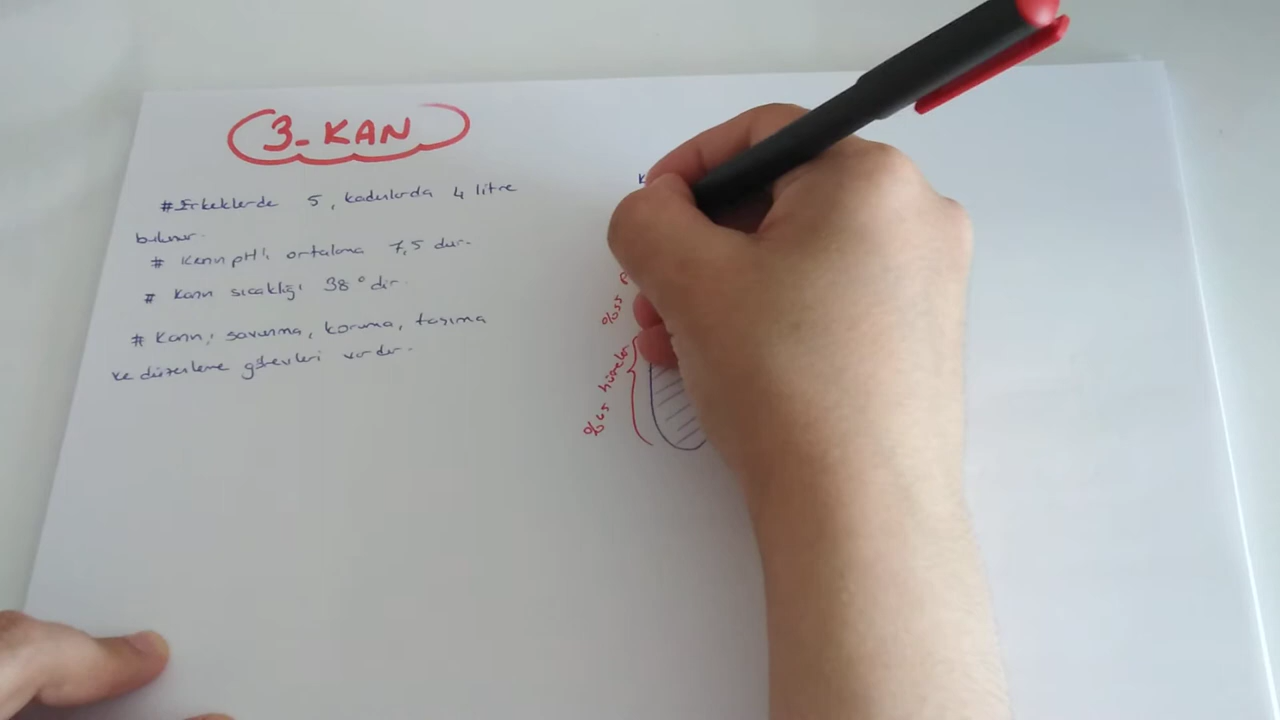 3- KAN
# Erkeklerde 5, kadınlarda 4 litre
bulunur.
# Kanın pH'ı ortalama 7,5 dur.
# Kanın sıcaklığı 38° dir.
# Kanın; savunma, koruma, taşıma
ve düzenleme görevleri vardır.
%55
%45 hücreler